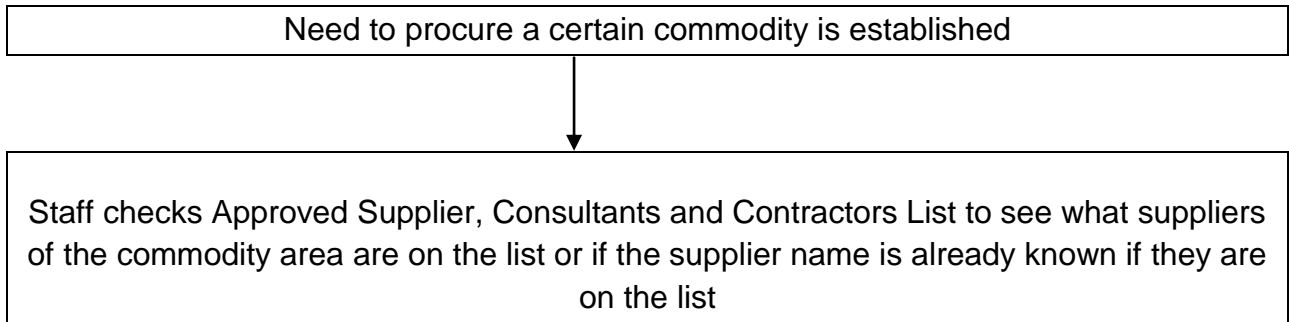 Need to procure a certain commodity is established
Staff checks Approved Supplier, Consultants and Contractors List to see what suppliers
of the commodity area are on the list or if the supplier name is already known if they are
on the list